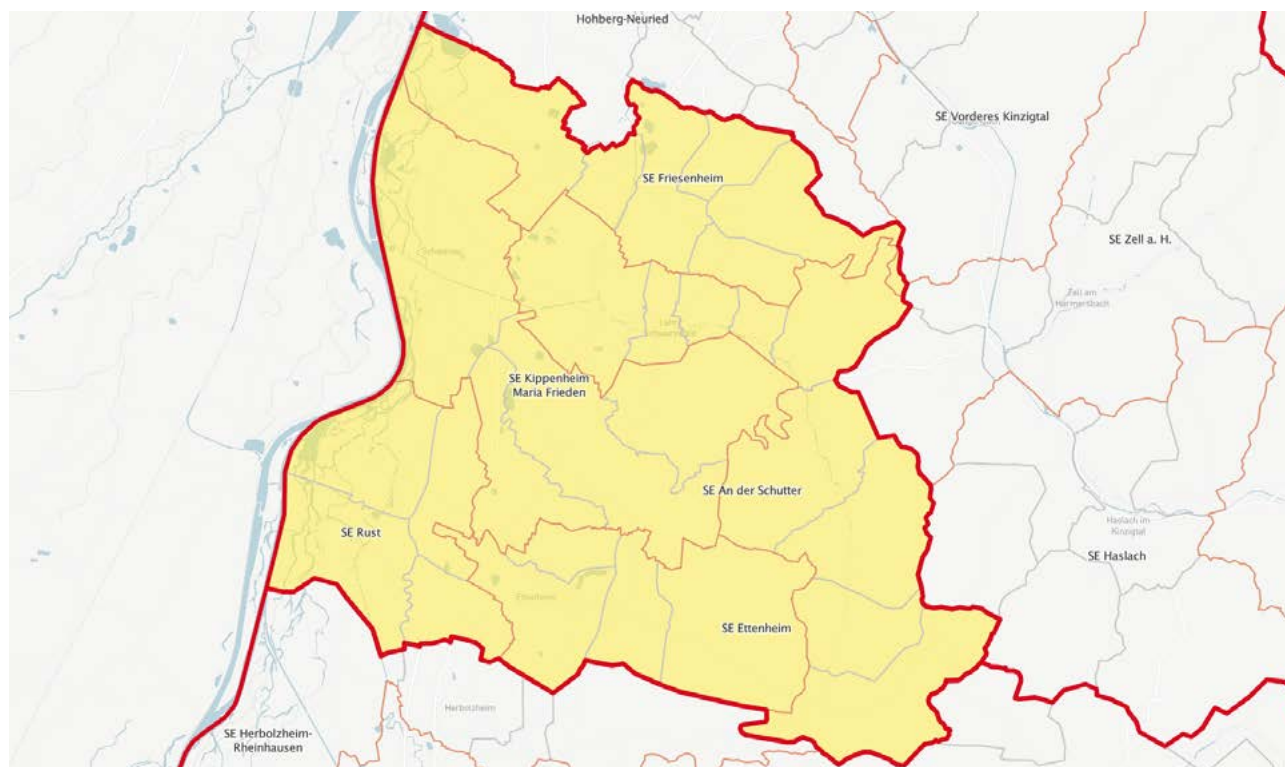 Hohberg-Neuried
SE Vorderes Kinzigtal
SE Friesenheim
SE Zell a. H.
Zell am
Harmersbach
SE Kippenheim
Maria Frieden
SE An der Schutter
SE Rust
Haslach im
Kinzigtal
SE Haslach
Ettenheim
SE Ettenheim
Herbolzheim
SE Herbolzheim-
Rheinhausen